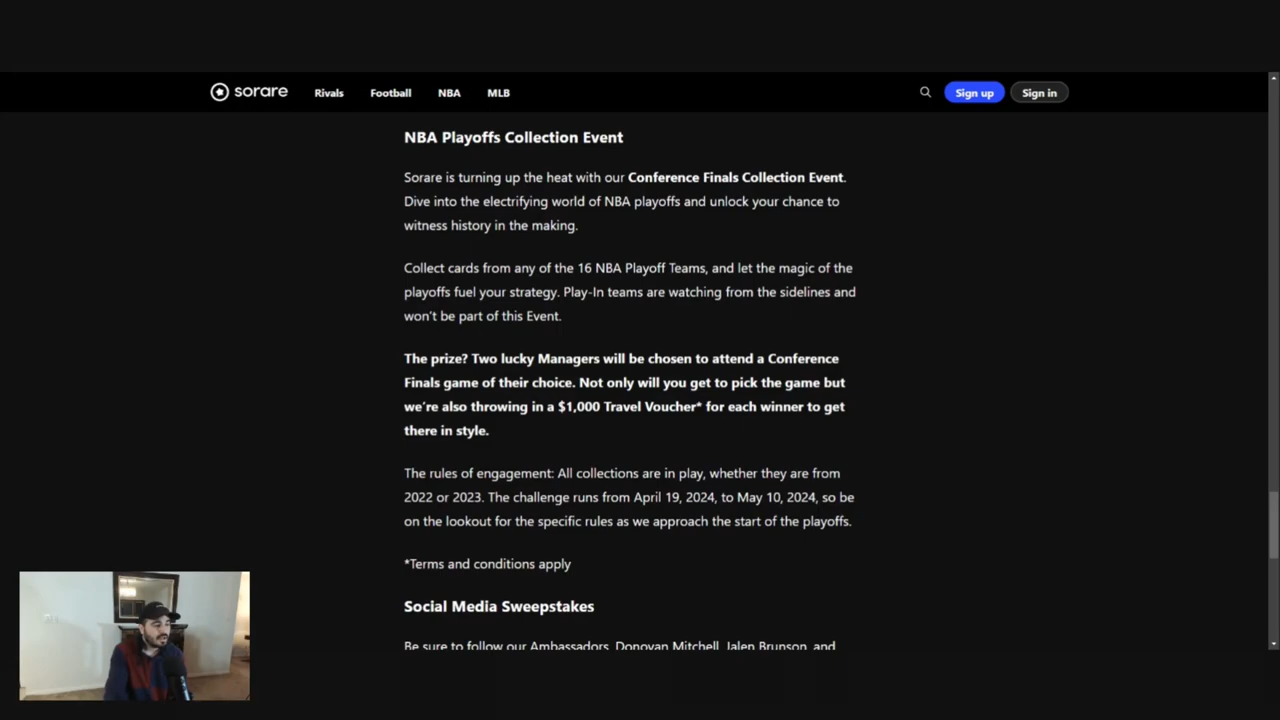 sorare Rivals Football NBA MLB Sign up Sign in
NBA Playoffs Collection Event
Sorare is turning up the heat with our Conference Finals Collection Event.
Dive into the electrifying world of NBA playoffs and unlock your chance to
witness history in the making.
Collect cards from any of the 16 NBA Playoff Teams, and let the magic of the
playoffs fuel your strategy. Play-In teams are watching from the sidelines and
won't be part of this Event.
The prize? Two lucky Managers will be chosen to attend a Conference
Finals game of their choice. Not only will you get to pick the game but
we're also throwing in a $1,000 Travel Voucher* for each winner to get
there in style.
The rules of engagement: All collections are in play, whether they are from
2022 or 2023. The challenge runs from April 19, 2024, to May 10, 2024, so be
on the lookout for the specific rules as we approach the start of the playoffs.
*Terms and conditions apply
Social Media Sweepstakes
Be sure to follow our Ambassadors, Donovan Mitchell, Jalen Brunson, and